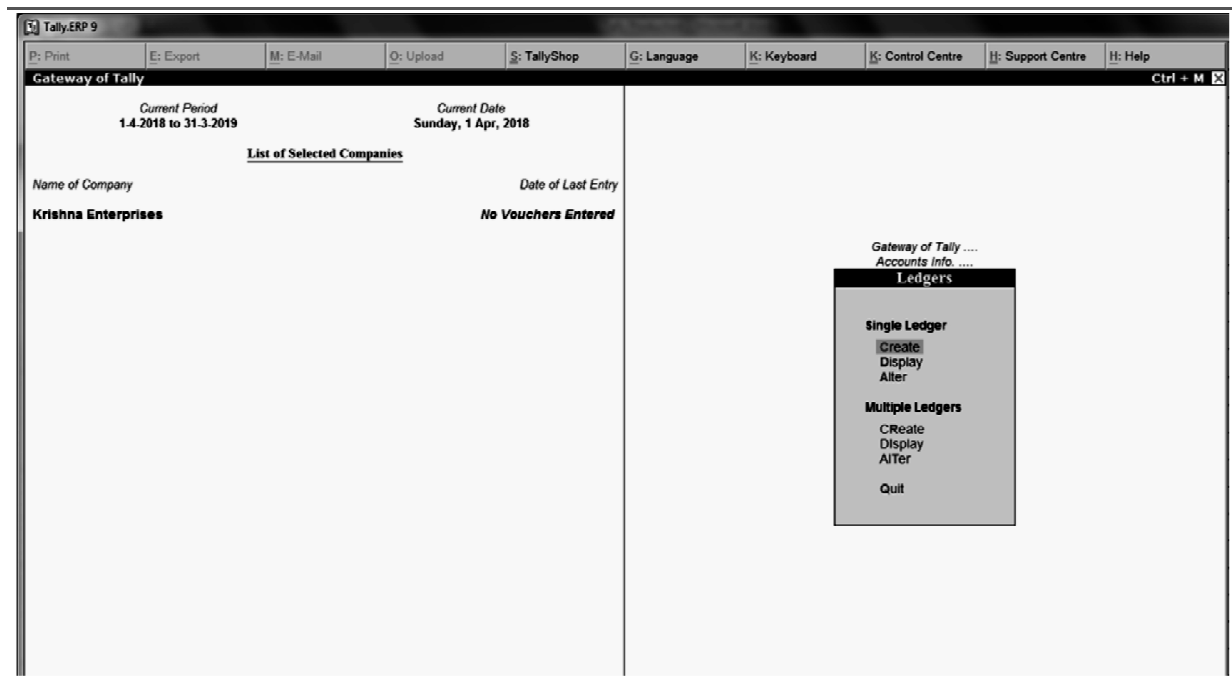 Tally.ERP 9
P: Print E: Export M: E-Mail O: Upload S: TallyShop G: Language K: Keyboard K: Control Centre H: Support Centre H: Help
Gateway of Tally Ctrl + M X
Current Period Current Date
1-4-2018 to 31-3-2019 Sunday, 1 Apr, 2018
List of Selected Companies
Name of Company Date of Last Entry
Krishna Enterprises No Vouchers Entered
Gateway of Tally ....
Accounts Info. ....
Ledgers
Single Ledger
Create
Display
Alter
Multiple Ledgers
CReate
DIsplay
AlTer
Quit